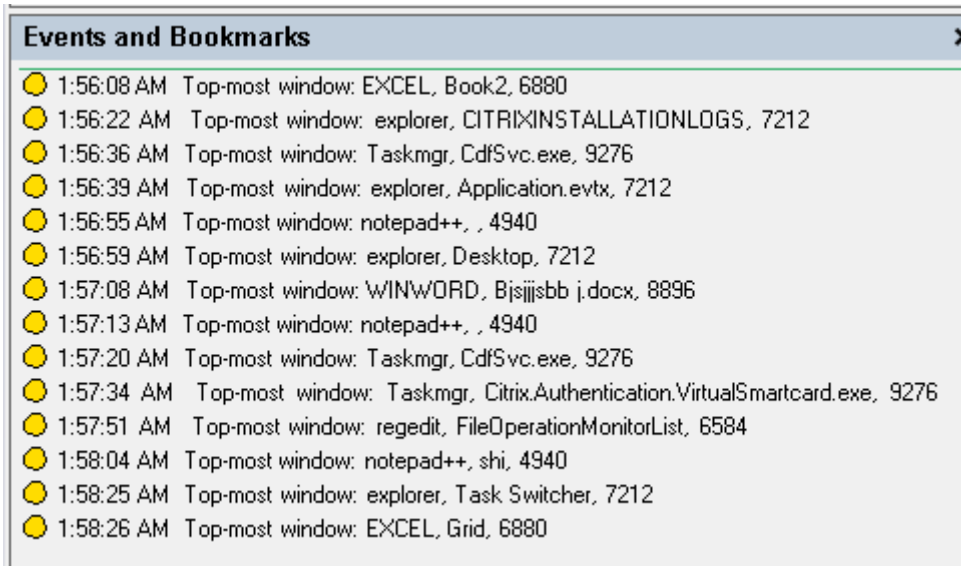 Events and Bookmarks
1:56:08 AM Top-most window: EXCEL, Book2, 6880
1:56:22 AM Top-most window: explorer, CITRIXINSTALLATIONLOGS, 7212
1:56:36 AM Top-most window: Taskmgr, CdfSvc.exe, 9276
1:56:39 AM Top-most window: explorer, Application.evtx, 7212
1:56:55 AM Top-most window: notepad++, , 4940
1:56:59 AM Top-most window: explorer, Desktop, 7212
1:57:08 AM Top-most window: WINWORD, Bjsjjjsbb j.docx, 8896
1:57:13 AM Top-most window: notepad++, , 4940
1:57:20 AM Top-most window: Taskmgr, CdfSvc.exe, 9276
1:57:34 AM Top-most window: Taskmgr, Citrix.Authentication.VirtualSmartcard.exe, 9276
1:57:51 AM Top-most window: regedit, FileOperationMonitorList, 6584
1:58:04 AM Top-most window: notepad++, shi, 4940
1:58:25 AM Top-most window: explorer, Task Switcher, 7212
1:58:26 AM Top-most window: EXCEL, Grid, 6880